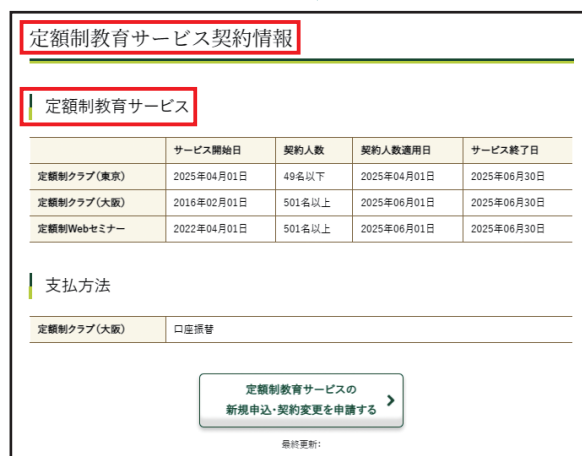 定額制教育サービス契約情報
定額制教育サービス
サービス開始日 契約人数 契約人数適用日 サービス終了日
定額制クラブ(東京) 2025年04月01日 49名以下 2025年04月01日 2025年06月30日
定額制クラブ(大阪) 2016年02月01日 501名以上 2025年06月01日 2025年06月30日
定額制Webセミナー 2022年04月01日 501名以上 2025年06月01日 2025年06月30日
支払方法
定額制クラブ(大阪) 口座振替
定額制教育サービスの
新規申込・契約変更を申請する
最終更新: